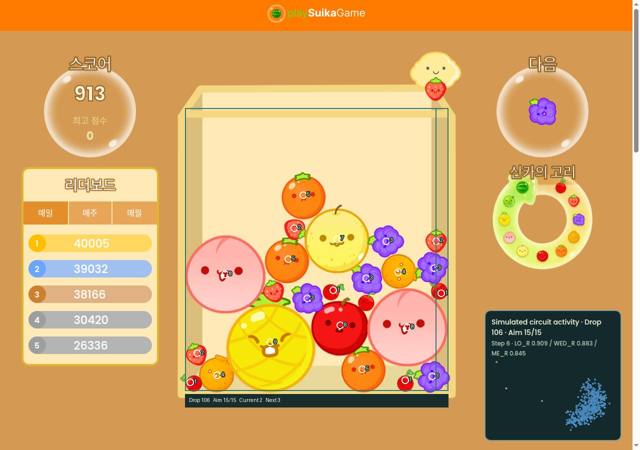 playSuikaGame
스코어
913
최고 점수
0
다음
리더보드
매일 매주 매월
1 40005
2 39032
3 38166
4 30420
5 26336
신카의 고리
Simulated circuit activity · Drop
106 · Aim 15/15
Step 6 · LO_R 0.909 / WED_R 0.883 /
ME_R 0.845
Drop 106 Aim 15/15 Current 2 Next 3